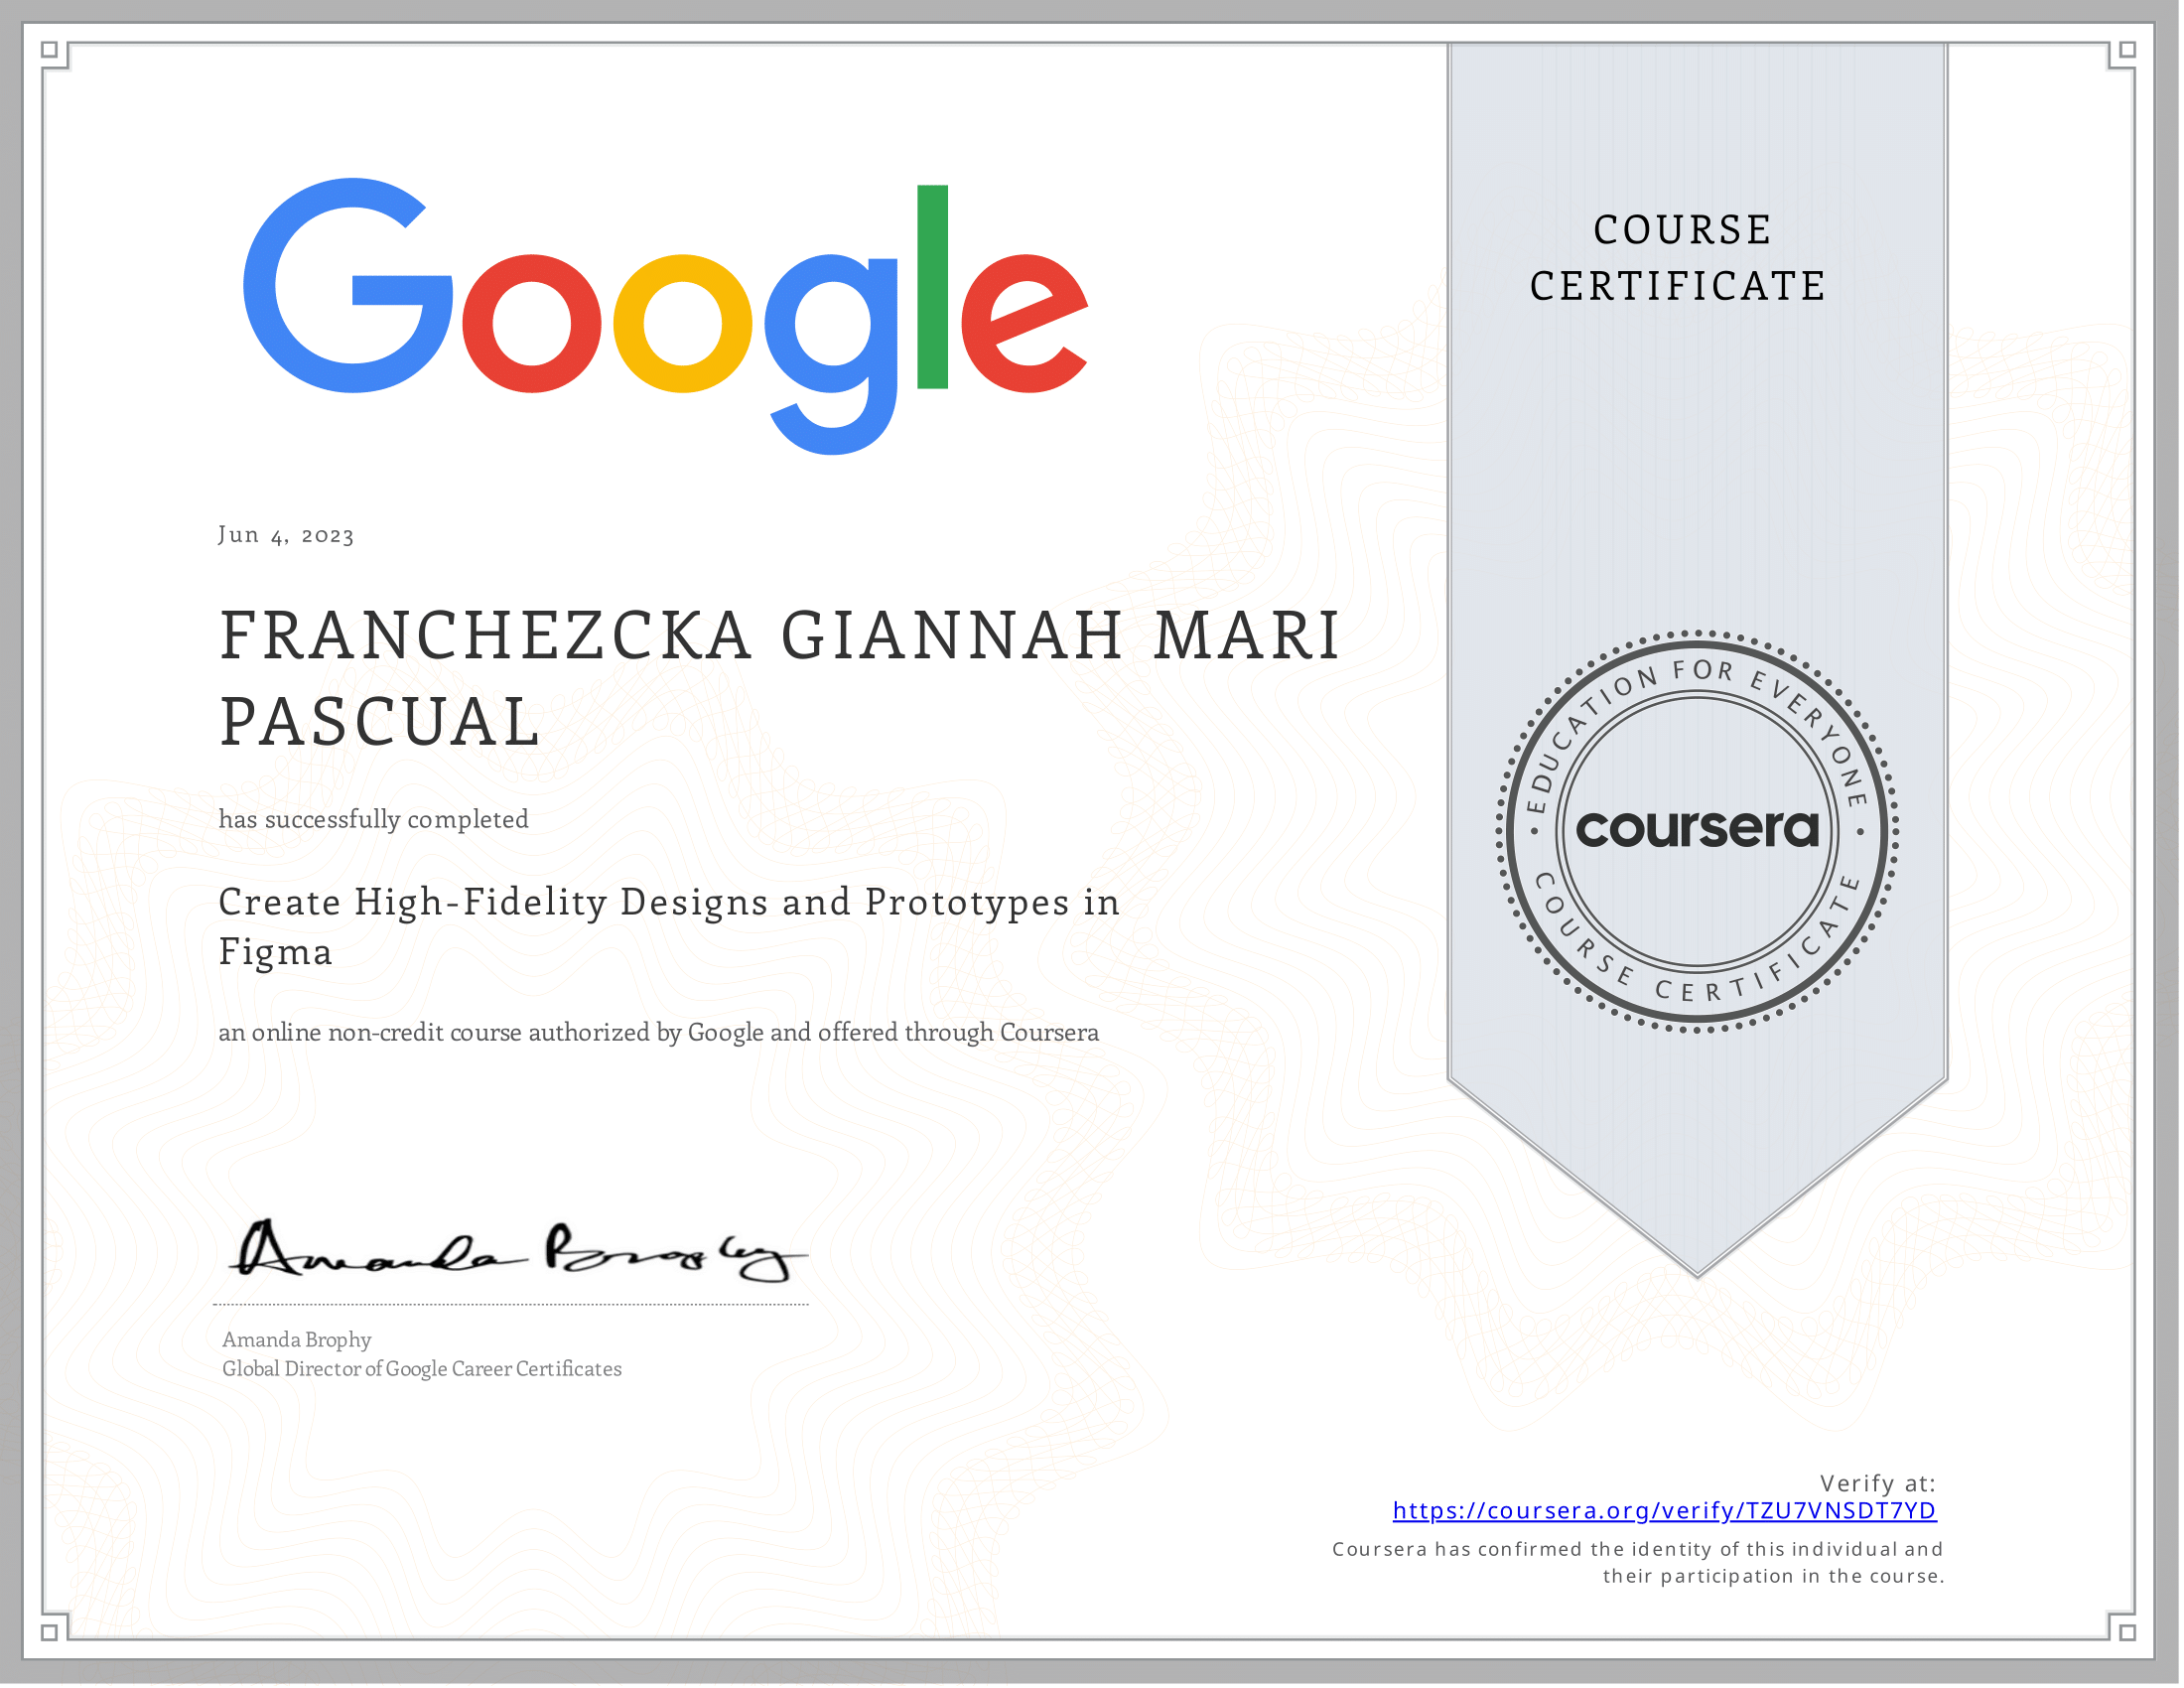 Google
COURSE
CERTIFICATE
Jun 4, 2023
FRANCHEZCKA GIANNAH MARI
PASCUAL
has successfully completed
Create High-Fidelity Designs and Prototypes in
Figma
an online non-credit course authorized by Google and offered through Coursera
EDUCATION FOR EVERYONE
coursera
COURSE CERTIFICATE
Amanda Brophy
Amanda Brophy
Global Director of Google Career Certificates
Verify at:
https://coursera.org/verify/TZU7VNSDT7YD
Coursera has confirmed the identity of this individual and
their participation in the course.